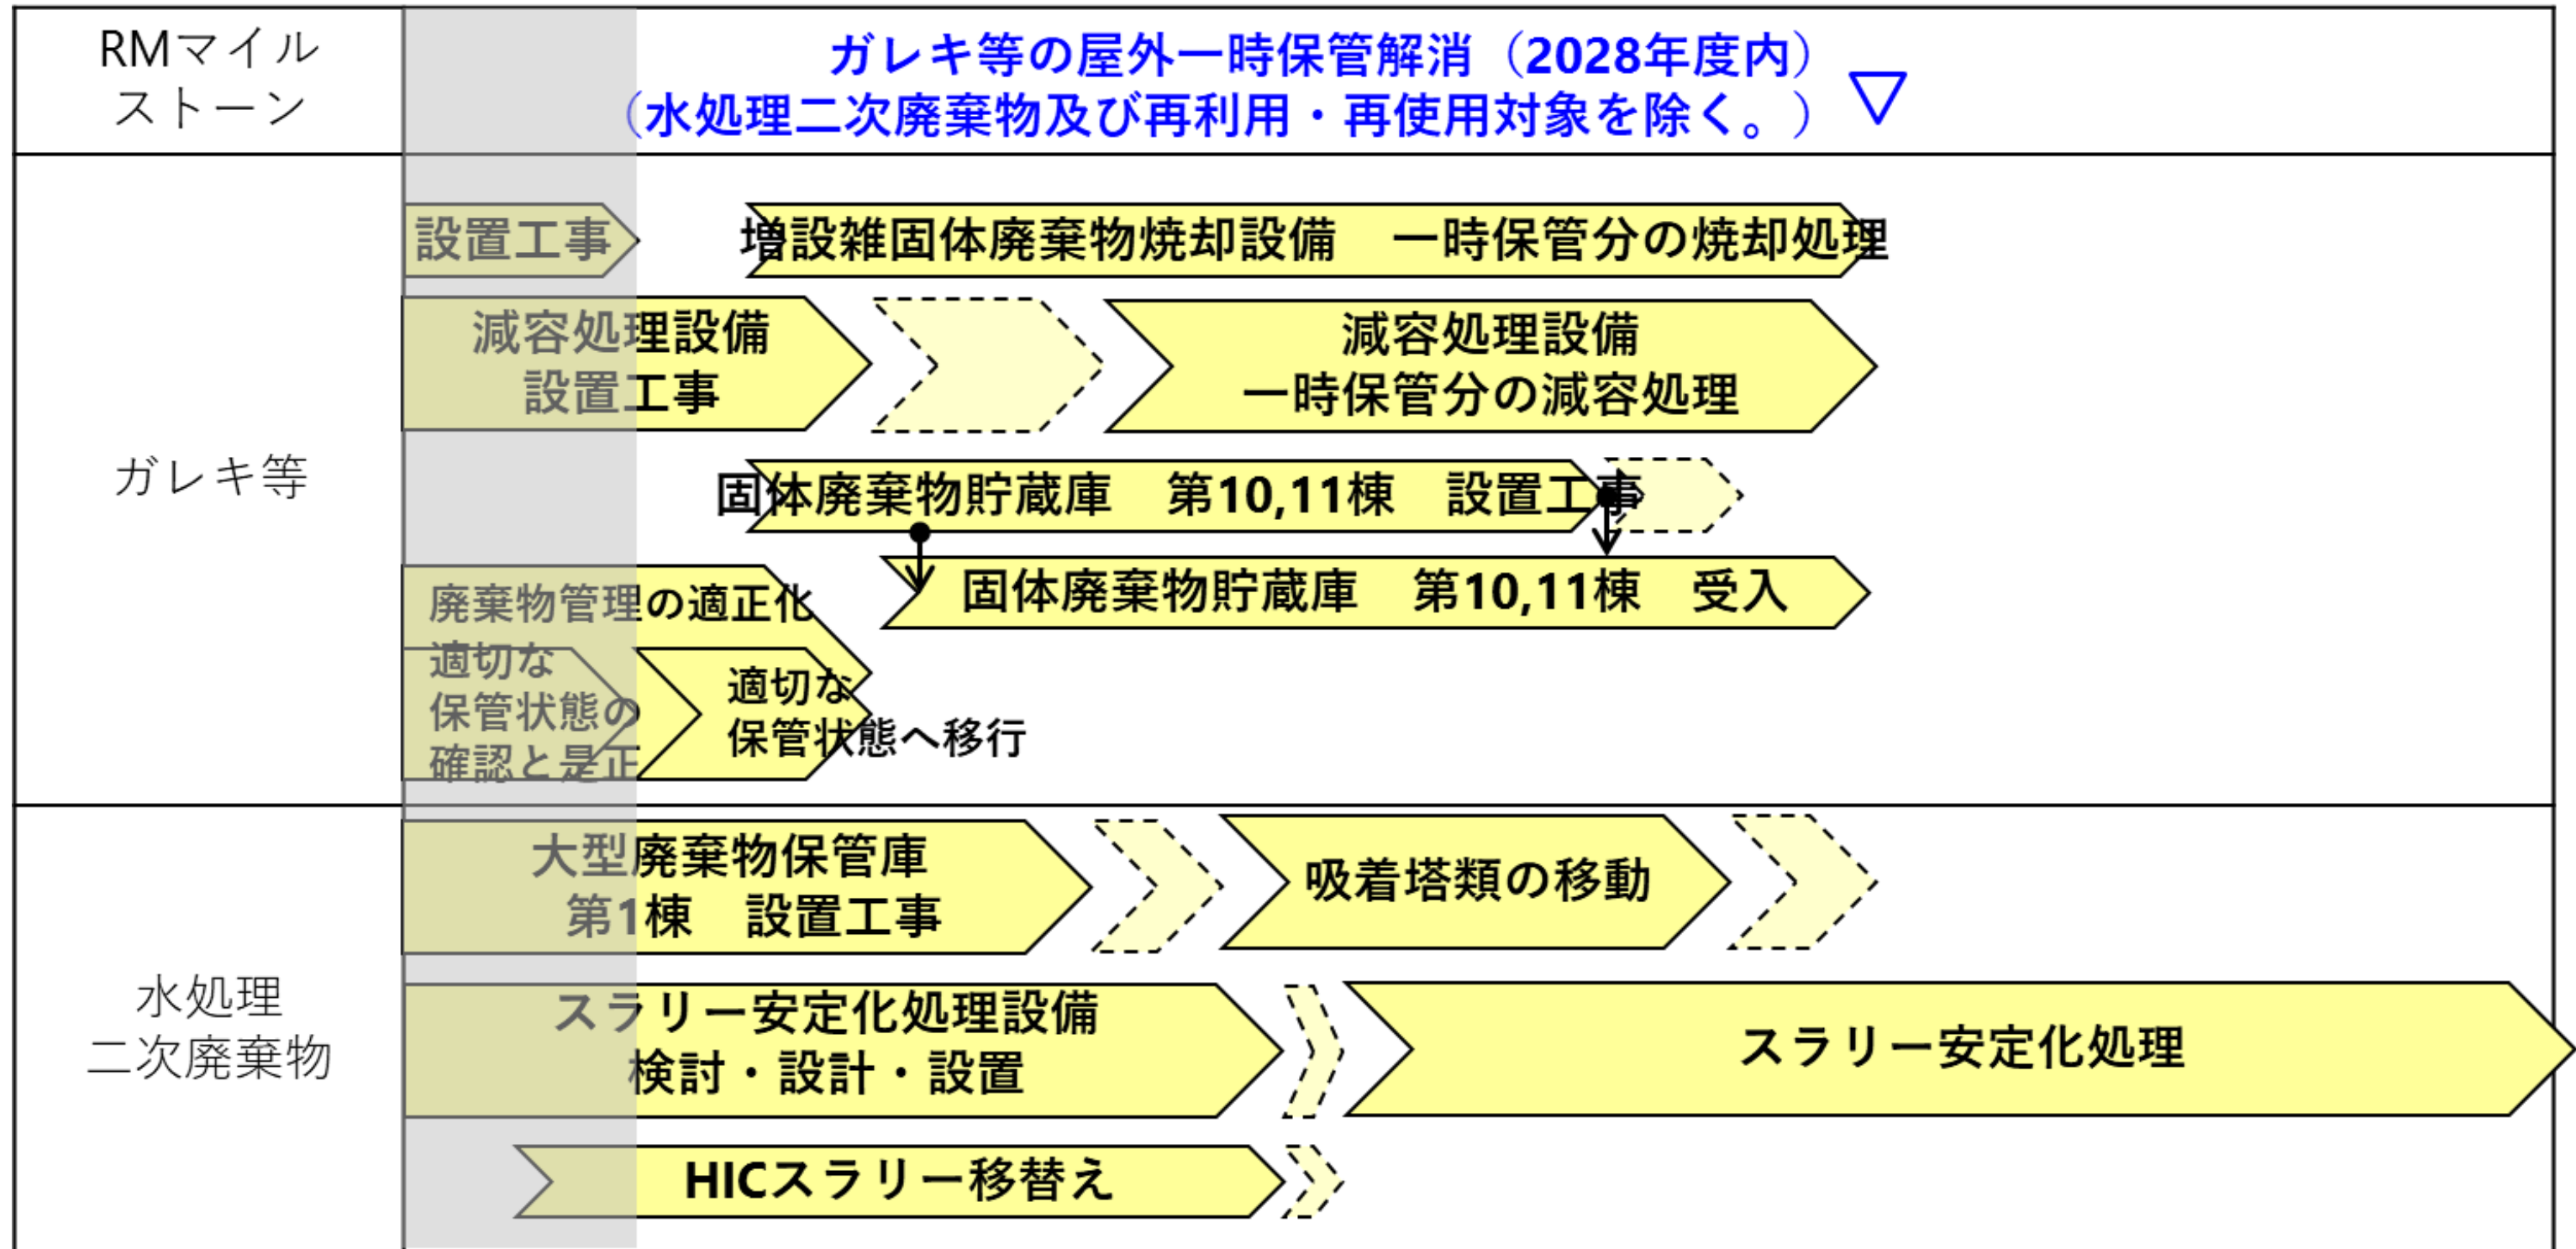 RMマイル
ストーン
ガレキ等の屋外一時保管解消（2028年度内）
（水処理二次廃棄物及び再利用・再使用対象を除く。）
ガレキ等
設置工事
増設雑固体廃棄物焼却設備　一時保管分の焼却処理
減容処理設備
設置工事
減容処理設備
一時保管分の減容処理
固体廃棄物貯蔵庫　第10,11棟　設置工事
固体廃棄物貯蔵庫　第10,11棟　受入
廃棄物管理の適正化
適切な
保管状態の
確認と是正
適切な
保管状態へ移行
水処理
二次廃棄物
大型廃棄物保管庫
第1棟　設置工事
吸着塔類の移動
スラリー安定化処理設備
検討・設計・設置
スラリー安定化処理
HICスラリー移替え